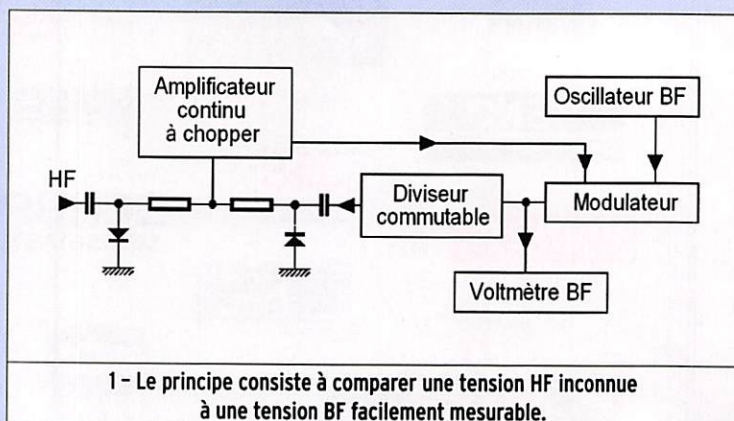 Amplificateur
continu
à chopper
Oscillateur BF
HF
Diviseur
commutable
Modulateur
Voltmètre BF
1 - Le principe consiste à comparer une tension HF inconnue
à une tension BF facilement mesurable.